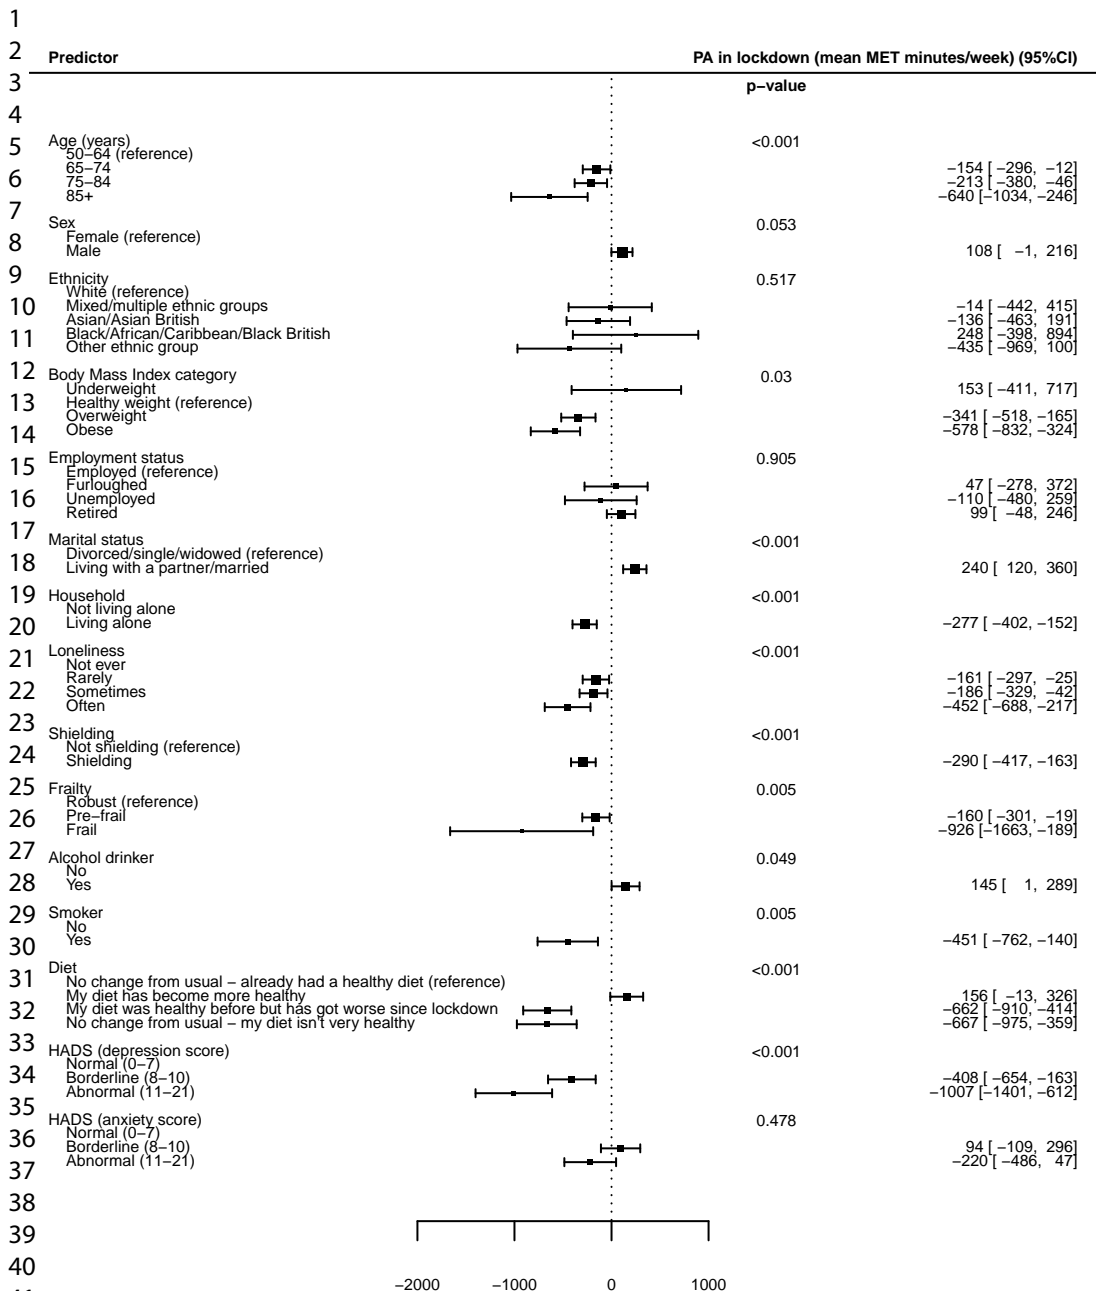 1
2
Predictor PA in lockdown (mean MET minutes/week) (95%CI)
3
p−value
4
5
Age (years) <0.001
50−64 (reference)
65−74 −154 [ −296, −12]
6
75−84 −213 [ −380, −46]
85+ −640 [−1034, −246]
7
Sex 0.053
Female (reference)
8
Male 108 [ −1, 216]
9
Ethnicity 0.517
White (reference)
10
Mixed/multiple ethnic groups −14 [ −442, 415]
Asian/Asian British −136 [ −463, 191]
11
Black/African/Caribbean/Black British 248 [ −398, 894]
Other ethnic group −435 [ −969, 100]
12
Body Mass Index category 0.03
Underweight 153 [ −411, 717]
13
Healthy weight (reference)
Overweight −341 [ −518, −165]
14
Obese −578 [ −832, −324]
Employment status 0.905
15
Employed (reference)
Furloughed 47 [ −278, 372]
16
Unemployed −110 [ −480, 259]
Retired 99 [ −48, 246]
17
Marital status <0.001
Divorced/single/widowed (reference)
18
Living with a partner/married 240 [ 120, 360]
19
Household <0.001
Not living alone
20
Living alone −277 [ −402, −152]
21
Loneliness <0.001
Not ever
Rarely −161 [ −297, −25]
22
Sometimes −186 [ −329, −42]
Often −452 [ −688, −217]
23
Shielding <0.001
Not shielding (reference)
24
Shielding −290 [ −417, −163]
25
Frailty 0.005
Robust (reference)
26
Pre−frail −160 [ −301, −19]
Frail −926 [−1663, −189]
27
Alcohol drinker 0.049
No
28
Yes 145 [ 1, 289]
29
Smoker 0.005
No
30
Yes −451 [ −762, −140]
Diet <0.001
31
No change from usual − already had a healthy diet (reference)
My diet has become more healthy 156 [ −13, 326]
32
My diet was healthy before but has got worse since lockdown −662 [ −910, −414]
No change from usual − my diet isn't very healthy −667 [ −975, −359]
33
HADS (depression score) <0.001
Normal (0−7)
34
Borderline (8−10) −408 [ −654, −163]
Abnormal (11−21) −1007 [−1401, −612]
35
HADS (anxiety score) 0.478
Normal (0−7)
36
Borderline (8−10) 94 [ −109, 296]
Abnormal (11−21) −220 [ −486, 47]
37
38
39
40
−2000 −1000 0 1000